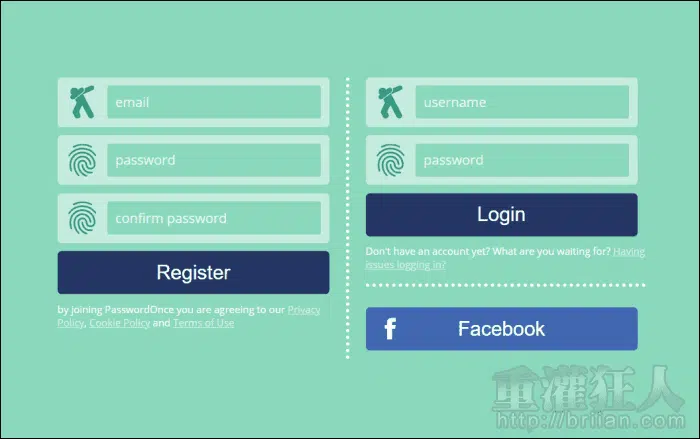 email
password
confirm password
Register
by joining PasswordOnce you are agreeing to our Privacy
Policy, Cookie Policy and Terms of Use
username
password
Login
Don't have an account yet? What are you waiting for? Having
issues logging in?
f Facebook
重灌狂人
http://briian.com